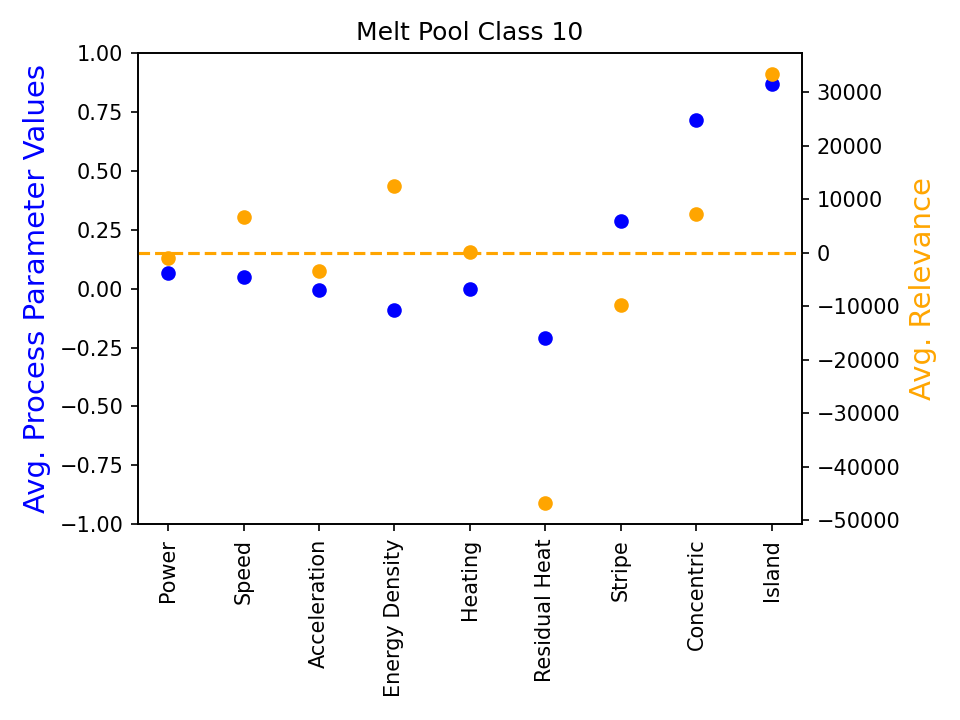 Melt Pool Class 10
Avg. Process Parameter Values
1.00
0.75
0.50
0.25
0.00
−0.25
−0.50
−0.75
−1.00
30000
20000
10000
0
−10000
−20000
−30000
−40000
−50000
Avg. Relevance
Power
Speed
Acceleration
Energy Density
Heating
Residual Heat
Stripe
Concentric
Island